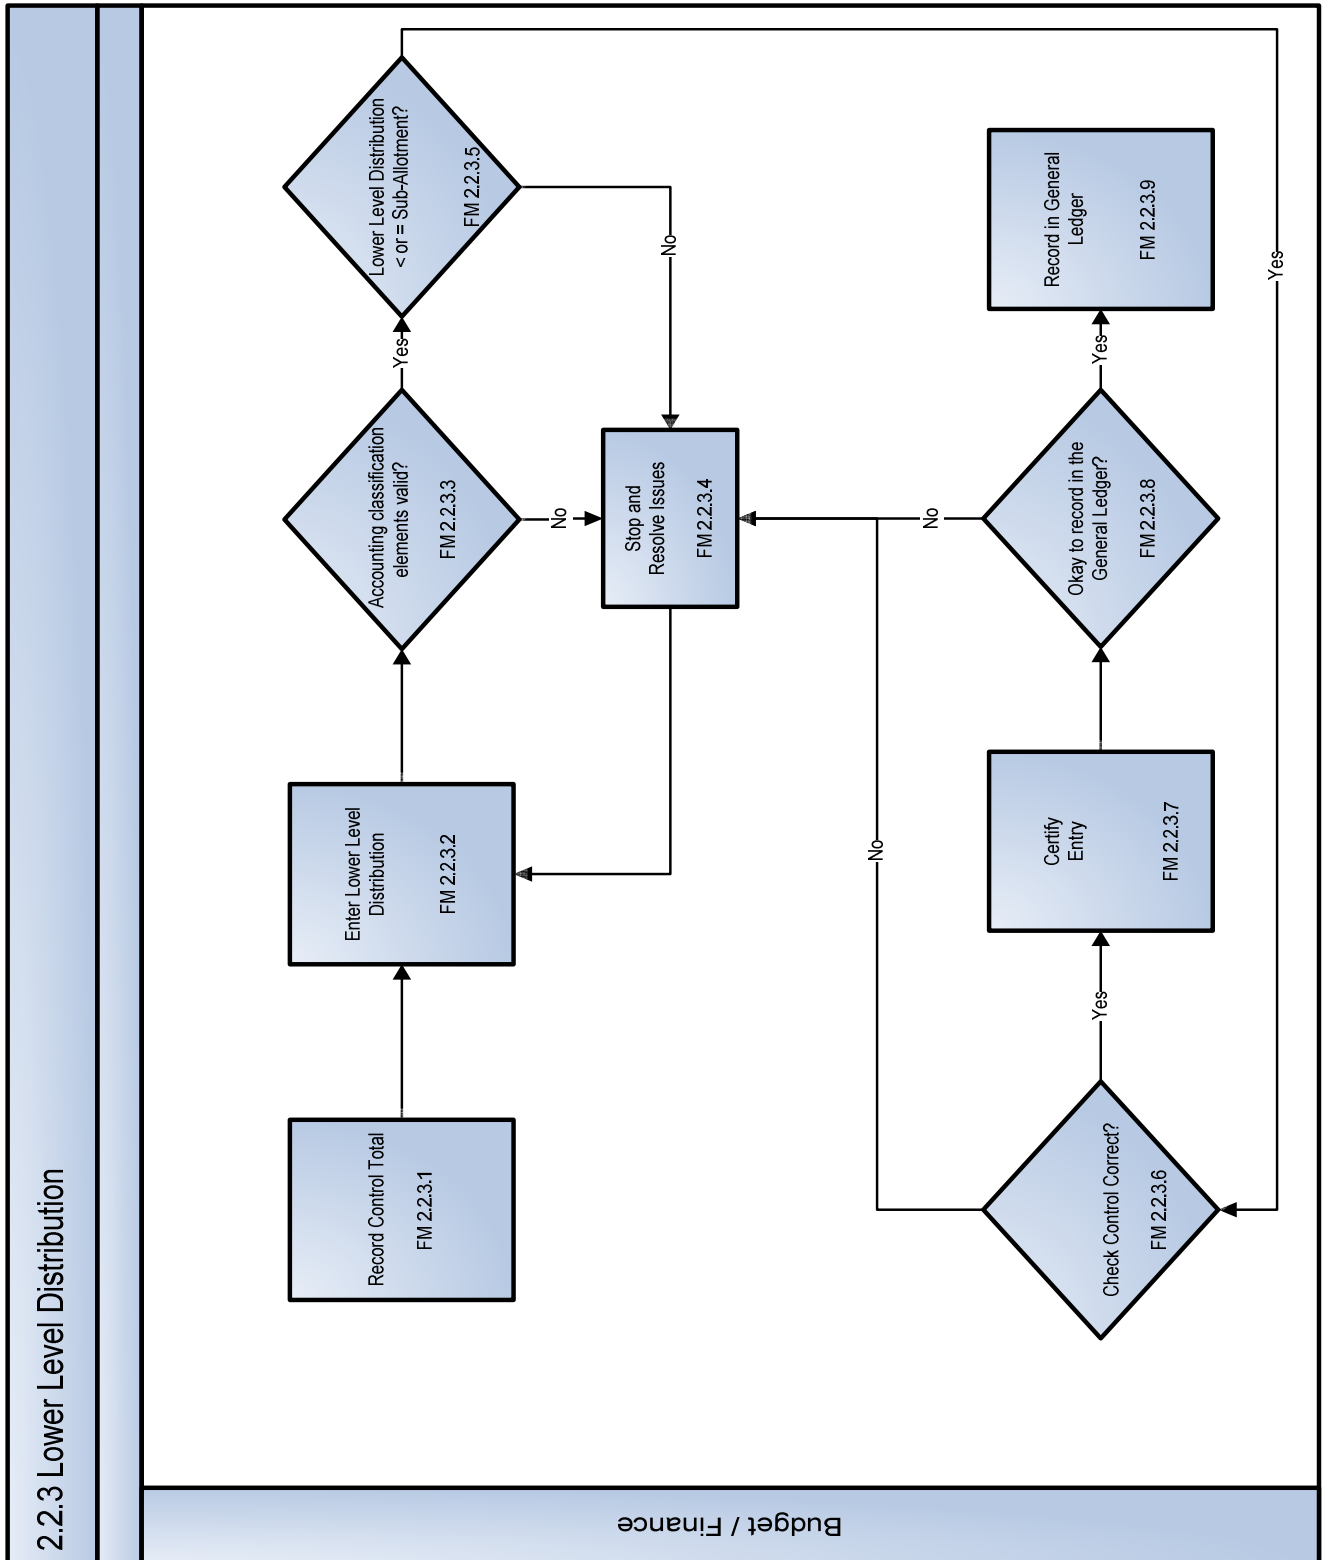 2.2.3 Lower Level Distribution
Budget / Finance
Record Control Total
FM 2.2.3.1
Enter Lower Level
Distribution
FM 2.2.3.2
Accounting classification
elements valid?
FM 2.2.3.3
Yes
No
Lower Level Distribution
< or = Sub-Allotment?
FM 2.2.3.5
No
Yes
Stop and
Resolve Issues
FM 2.2.3.4
Check Control Correct?
FM 2.2.3.6
No
Yes
Certify
Entry
FM 2.2.3.7
Okay to record in the
General Ledger?
FM 2.2.3.8
No
Yes
Record in General
Ledger
FM 2.2.3.9